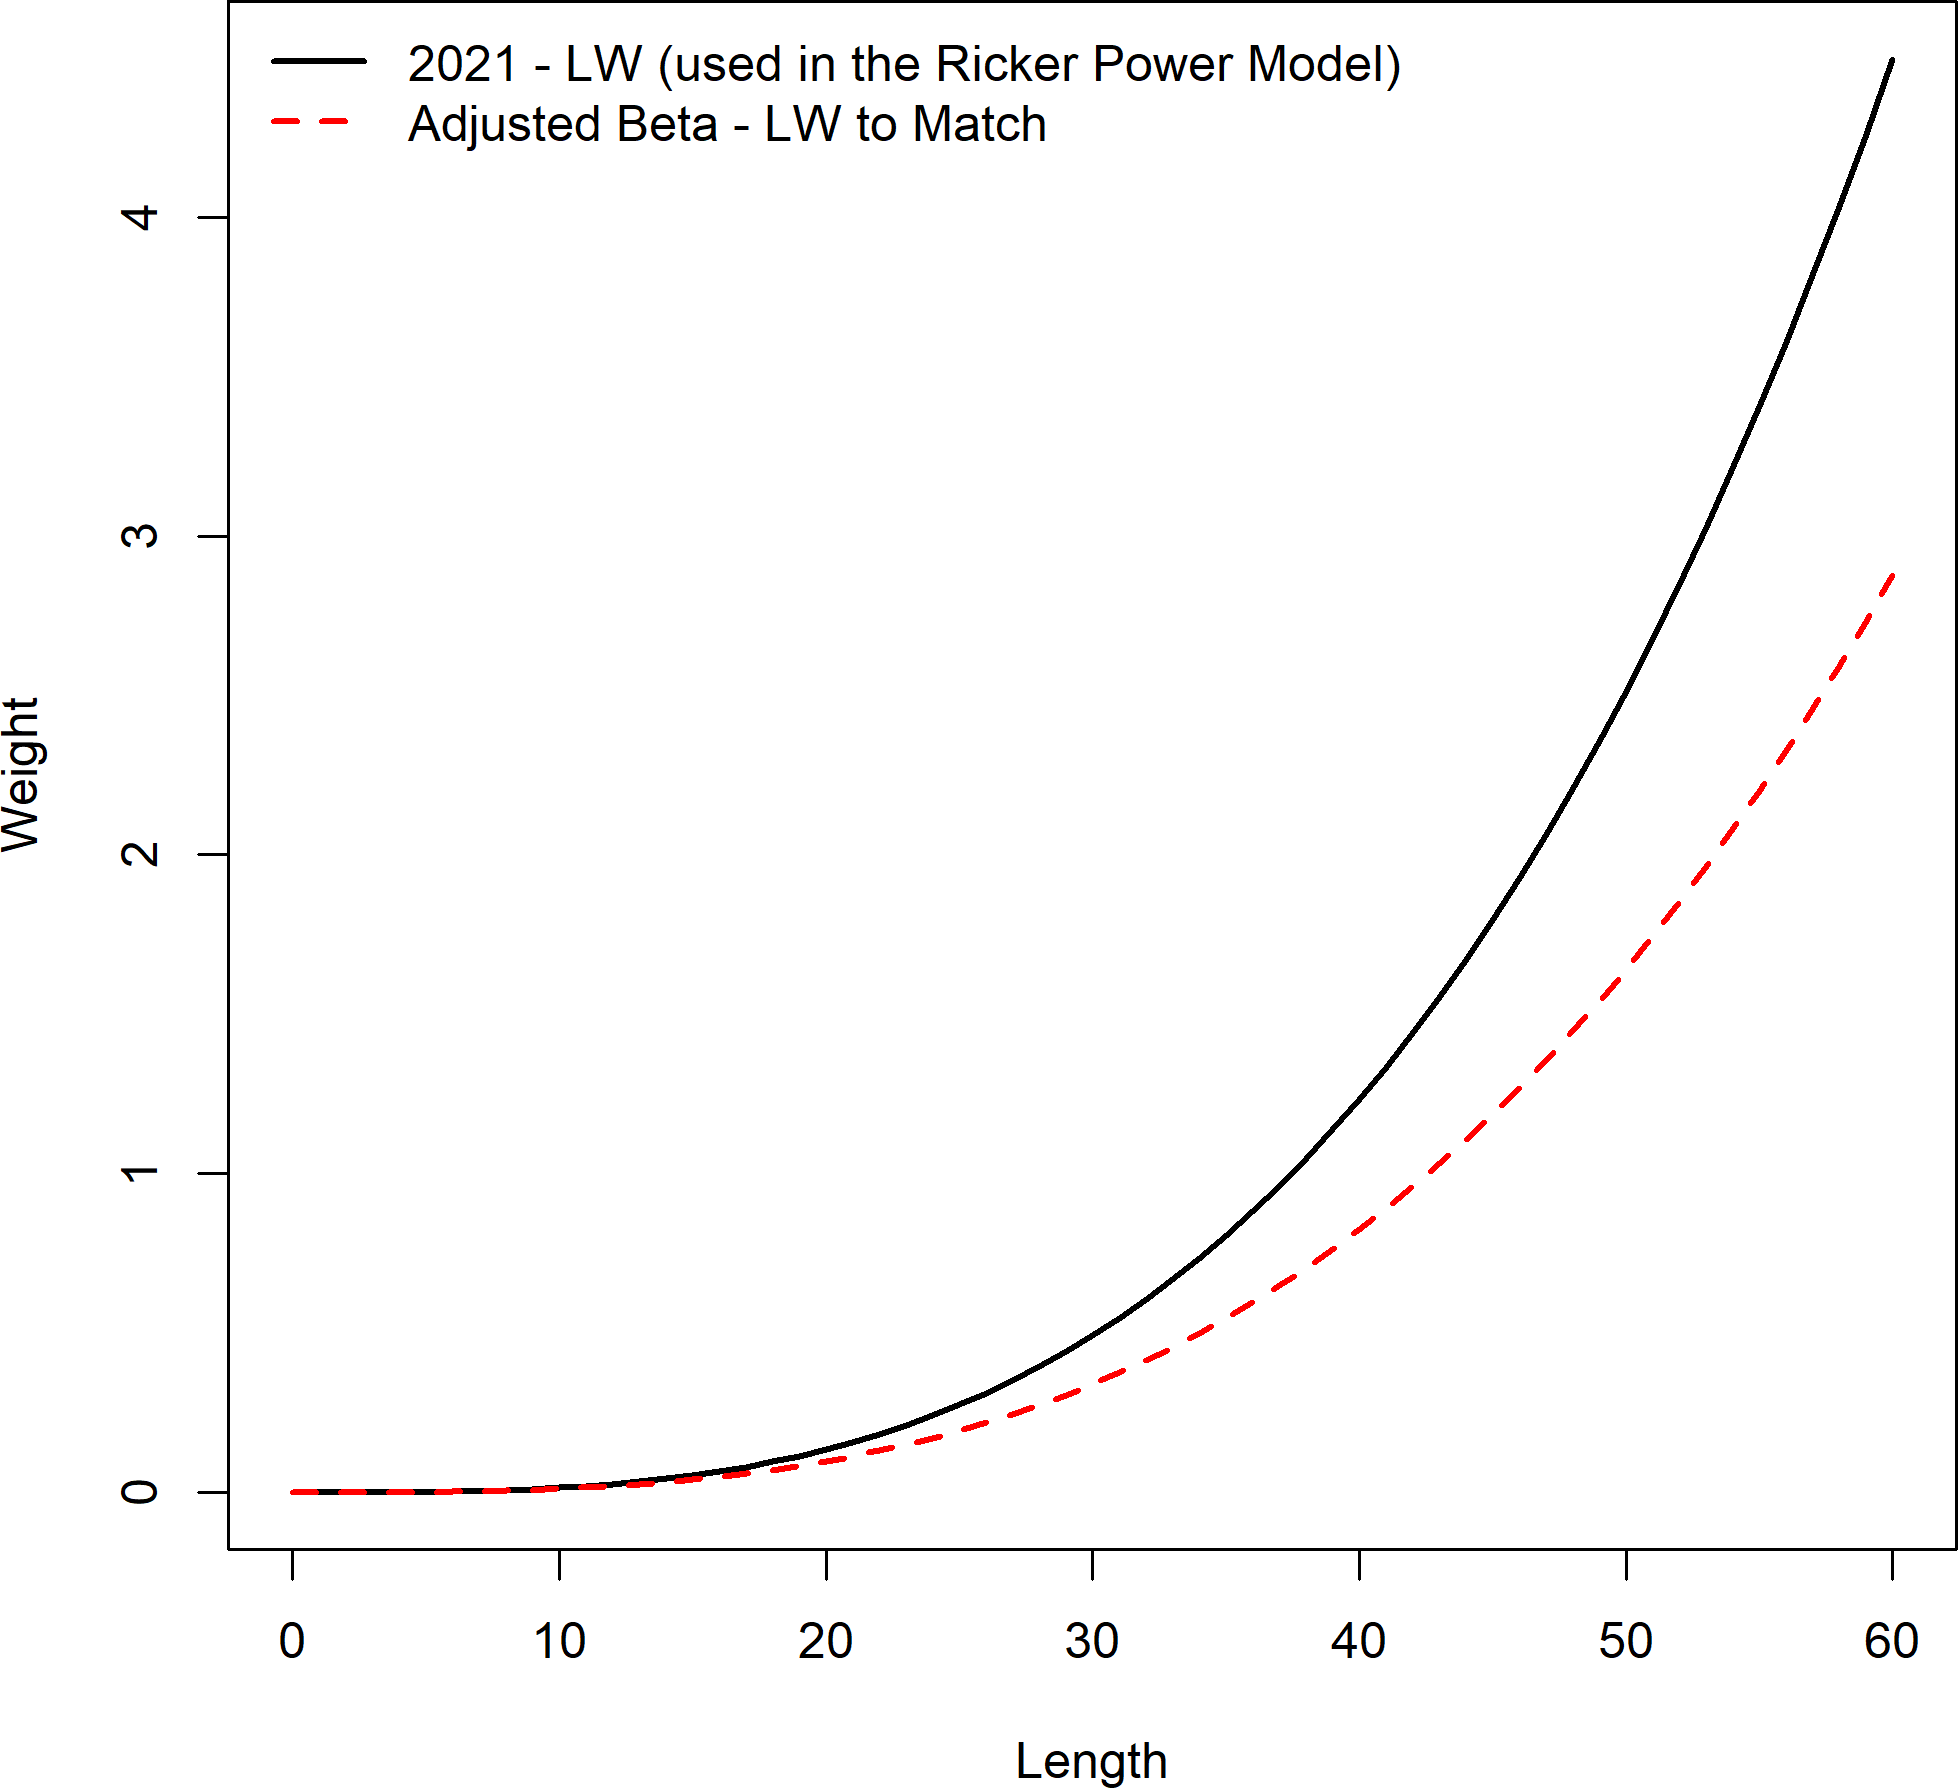 2021 - LW (used in the Ricker Power Model)
Adjusted Beta - LW to Match
4
3
2
1
0
Weight
0 10 20 30 40 50 60
Length